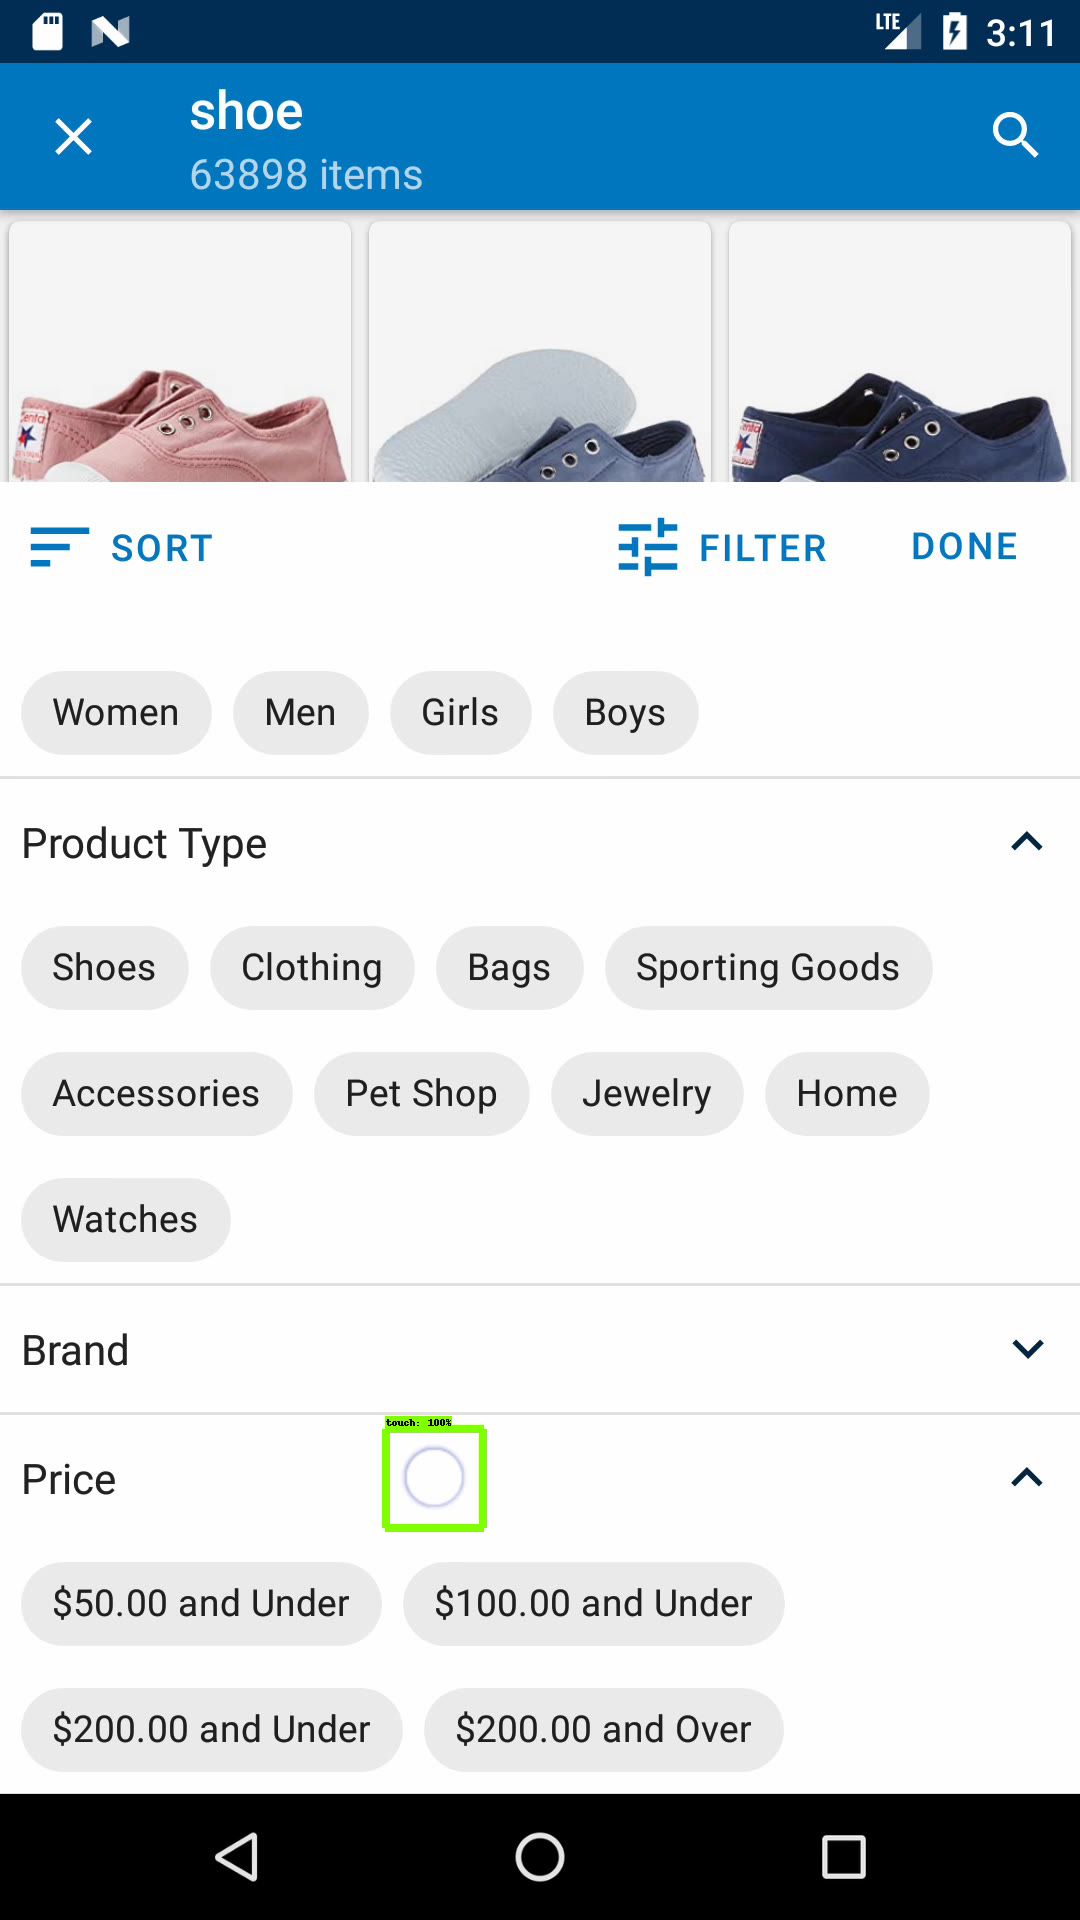 LTE 3:11
shoe
63898 items
SORT FILTER DONE
Women Men Girls Boys
Product Type
Shoes Clothing Bags Sporting Goods
Accessories Pet Shop Jewelry Home
Watches
Brand
touch: 100%
Price
$50.00 and Under $100.00 and Under
$200.00 and Under $200.00 and Over